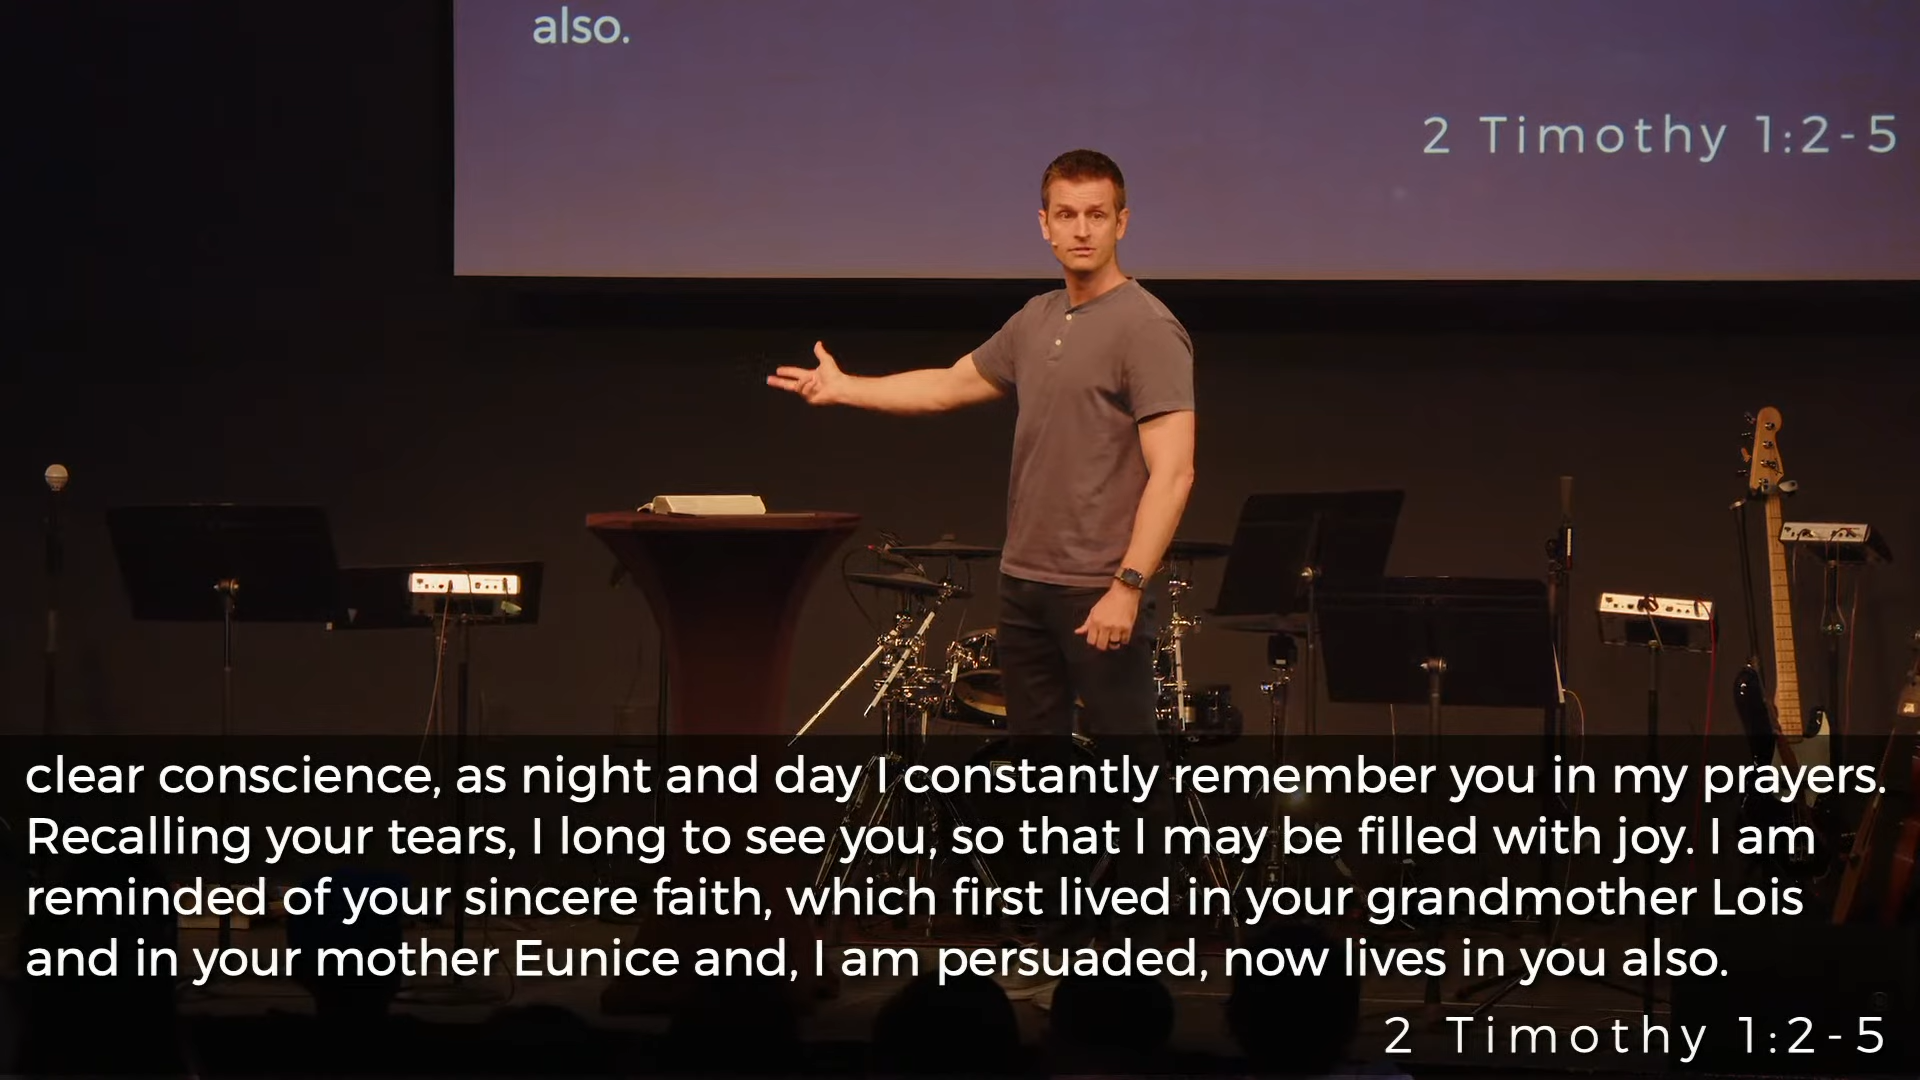 also.
2 Timothy 1:2-5
clear conscience, as night and day I constantly remember you in my prayers.
Recalling your tears, I long to see you, so that I may be filled with joy. I am
reminded of your sincere faith, which first lived in your grandmother Lois
and in your mother Eunice and, I am persuaded, now lives in you also.
2 Timothy 1:2-5